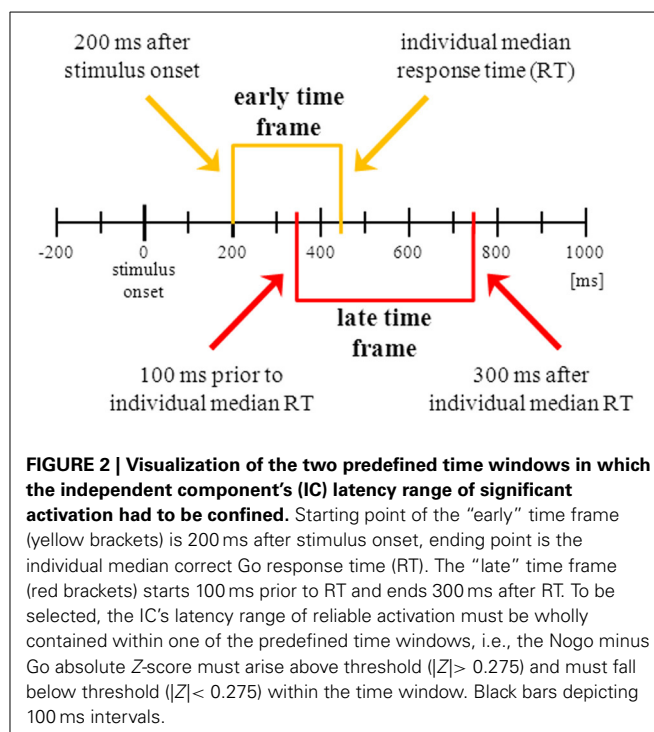 200 ms after
stimulus onset
individual median
response time (RT)
early time
frame
-200 0 200 400 600 800 1000
stimulus
onset
[ms]
late time
frame
100 ms prior to
individual median RT
300 ms after
individual median RT
FIGURE 2 | Visualization of the two predefined time windows in which
the independent component’s (IC) latency range of significant
activation had to be confined. Starting point of the “early” time frame
(yellow brackets) is 200 ms after stimulus onset, ending point is the
individual median correct Go response time (RT). The “late” time frame
(red brackets) starts 100 ms prior to RT and ends 300 ms after RT. To be
selected, the IC’s latency range of reliable activation must be wholly
contained within one of the predefined time windows, i.e., the Nogo minus
Go absolute Z-score must arise above threshold (|Z| > 0.275) and must fall
below threshold (|Z| < 0.275) within the time window. Black bars depicting
100 ms intervals.